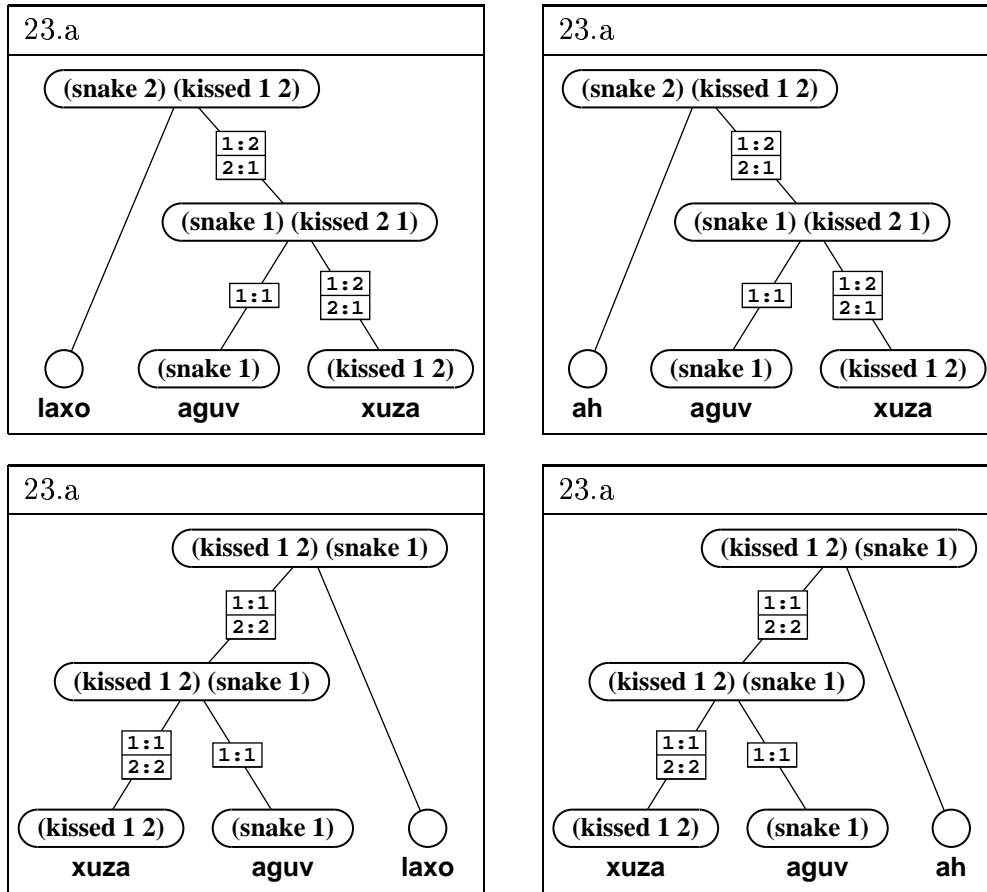 23.a
(snake 2) (kissed 1 2)
1:2
2:1
(snake 1) (kissed 2 1)
1:1
1:2
2:1
(snake 1)
(kissed 1 2)
laxo
aguv
xuza
23.a
(snake 2) (kissed 1 2)
1:2
2:1
(snake 1) (kissed 2 1)
1:1
1:2
2:1
(snake 1)
(kissed 1 2)
ah
aguv
xuza
23.a
(kissed 1 2) (snake 1)
1:1
2:2
(kissed 1 2) (snake 1)
1:1
2:2
1:1
(kissed 1 2)
(snake 1)
xuza
aguv
laxo
23.a
(kissed 1 2) (snake 1)
1:1
2:2
(kissed 1 2) (snake 1)
1:1
2:2
1:1
(kissed 1 2)
(snake 1)
xuza
aguv
ah